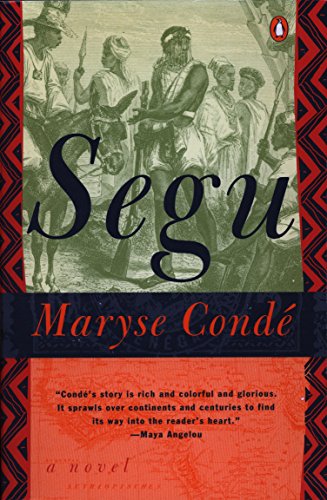 Segu
Maryse Condé
"Condé's story is rich and colorful and glorious.
It sprawls over continents and centuries to find
its way into the reader's heart."
—Maya Angelou
a novel
AETHIOPISCHES